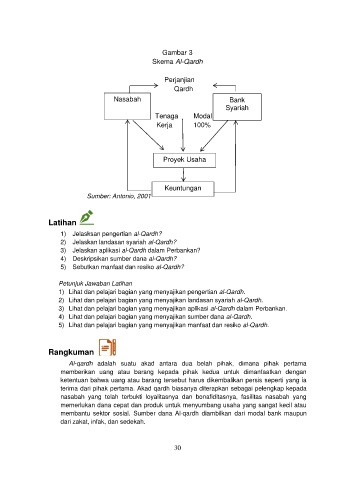 Gambar 3
Skema Al-Qardh
Perjanjian
Qardh
Nasabah
Bank
Syariah
Tenaga
Kerja
Modal
100%
Proyek Usaha
Keuntungan
Sumber: Antonio, 2001
Latihan
1) Jelasksan pengertian al-Qardh?
2) Jelaskan landasan syariah al-Qardh?
3) Jelaskan aplikasi al-Qardh dalam Perbankan?
4) Deskripsikan sumber dana al-Qardh?
5) Sebutkan manfaat dan resiko al-Qardh?
Petunjuk Jawaban Latihan
1) Lihat dan pelajari bagian yang menyajikan pengertian al-Qardh.
2) Lihat dan pelajari bagian yang menyajikan landasan syariah al-Qardh.
3) Lihat dan pelajari bagian yang menyajikan aplikasi al-Qardh dalam Perbankan.
4) Lihat dan pelajari bagian yang menyajikan sumber dana al-Qardh.
5) Lihat dan pelajari bagian yang menyajikan manfaat dan resiko al-Qardh.
Rangkuman
Al-qardh adalah suatu akad antara dua belah pihak, dimana pihak pertama
memberikan uang atau barang kepada pihak kedua untuk dimanfaatkan dengan
ketentuan bahwa uang atau barang tersebut harus dikembalikan persis seperti yang ia
terima dari pihak pertama. Akad qardh biasanya diterapkan sebagai pelengkap kepada
nasabah yang telah terbukti loyalitasnya dan bonafiditasnya, fasilitas nasabah yang
memerlukan dana cepat dan produk untuk menyumbang usaha yang sangat kecil atau
membantu sektor sosial. Sumber dana Al-qardh diambilkan dari modal bank maupun
dari zakat, infak, dan sedekah.
30